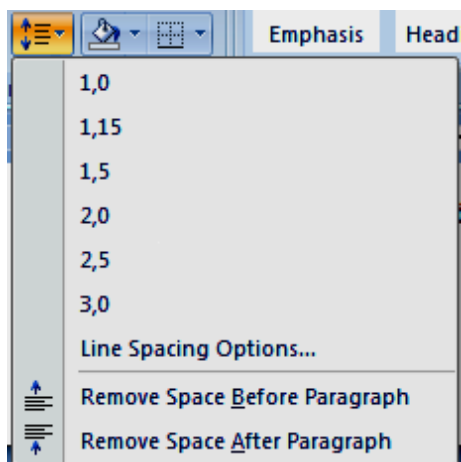 Emphasis Head
1,0
1,15
1,5
2,0
2,5
3,0
Line Spacing Options...
Remove Space Before Paragraph
Remove Space After Paragraph